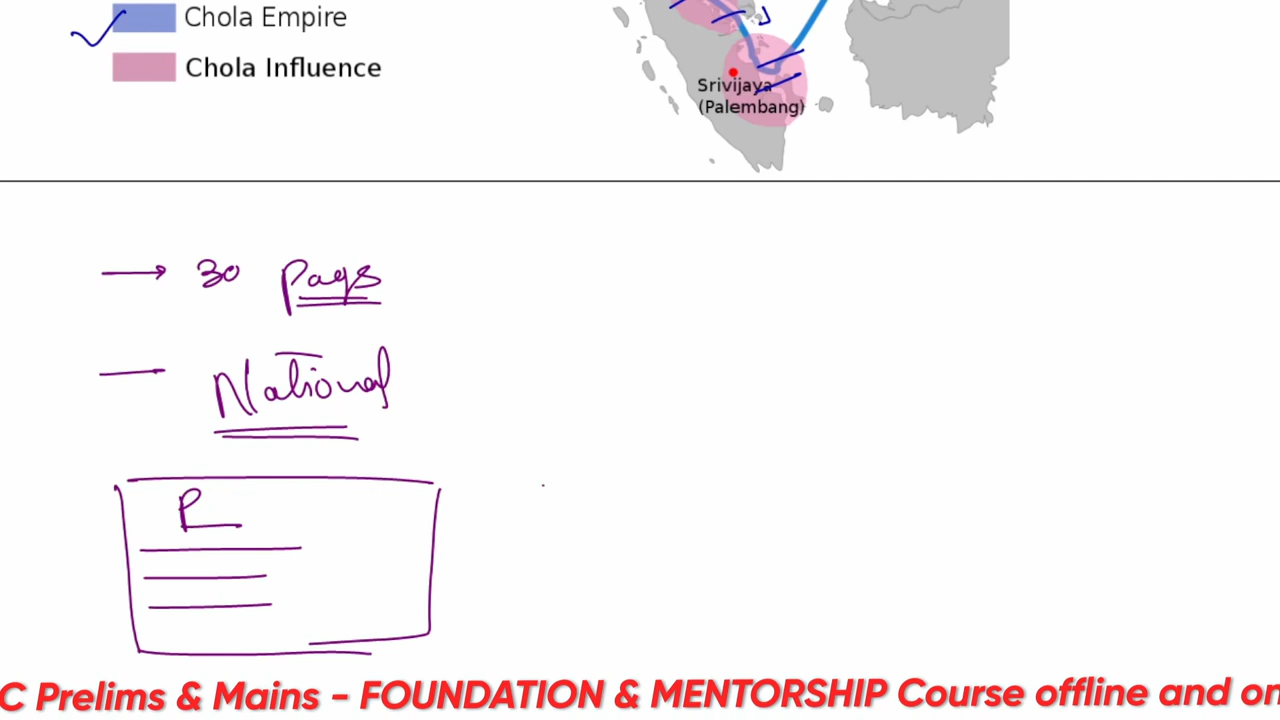 Chola Empire
Chola Influence
Srivijaya
(Palembang)
→ 30 Pages
— National
P
C Prelims & Mains - FOUNDATION & MENTORSHIP Course offline and on